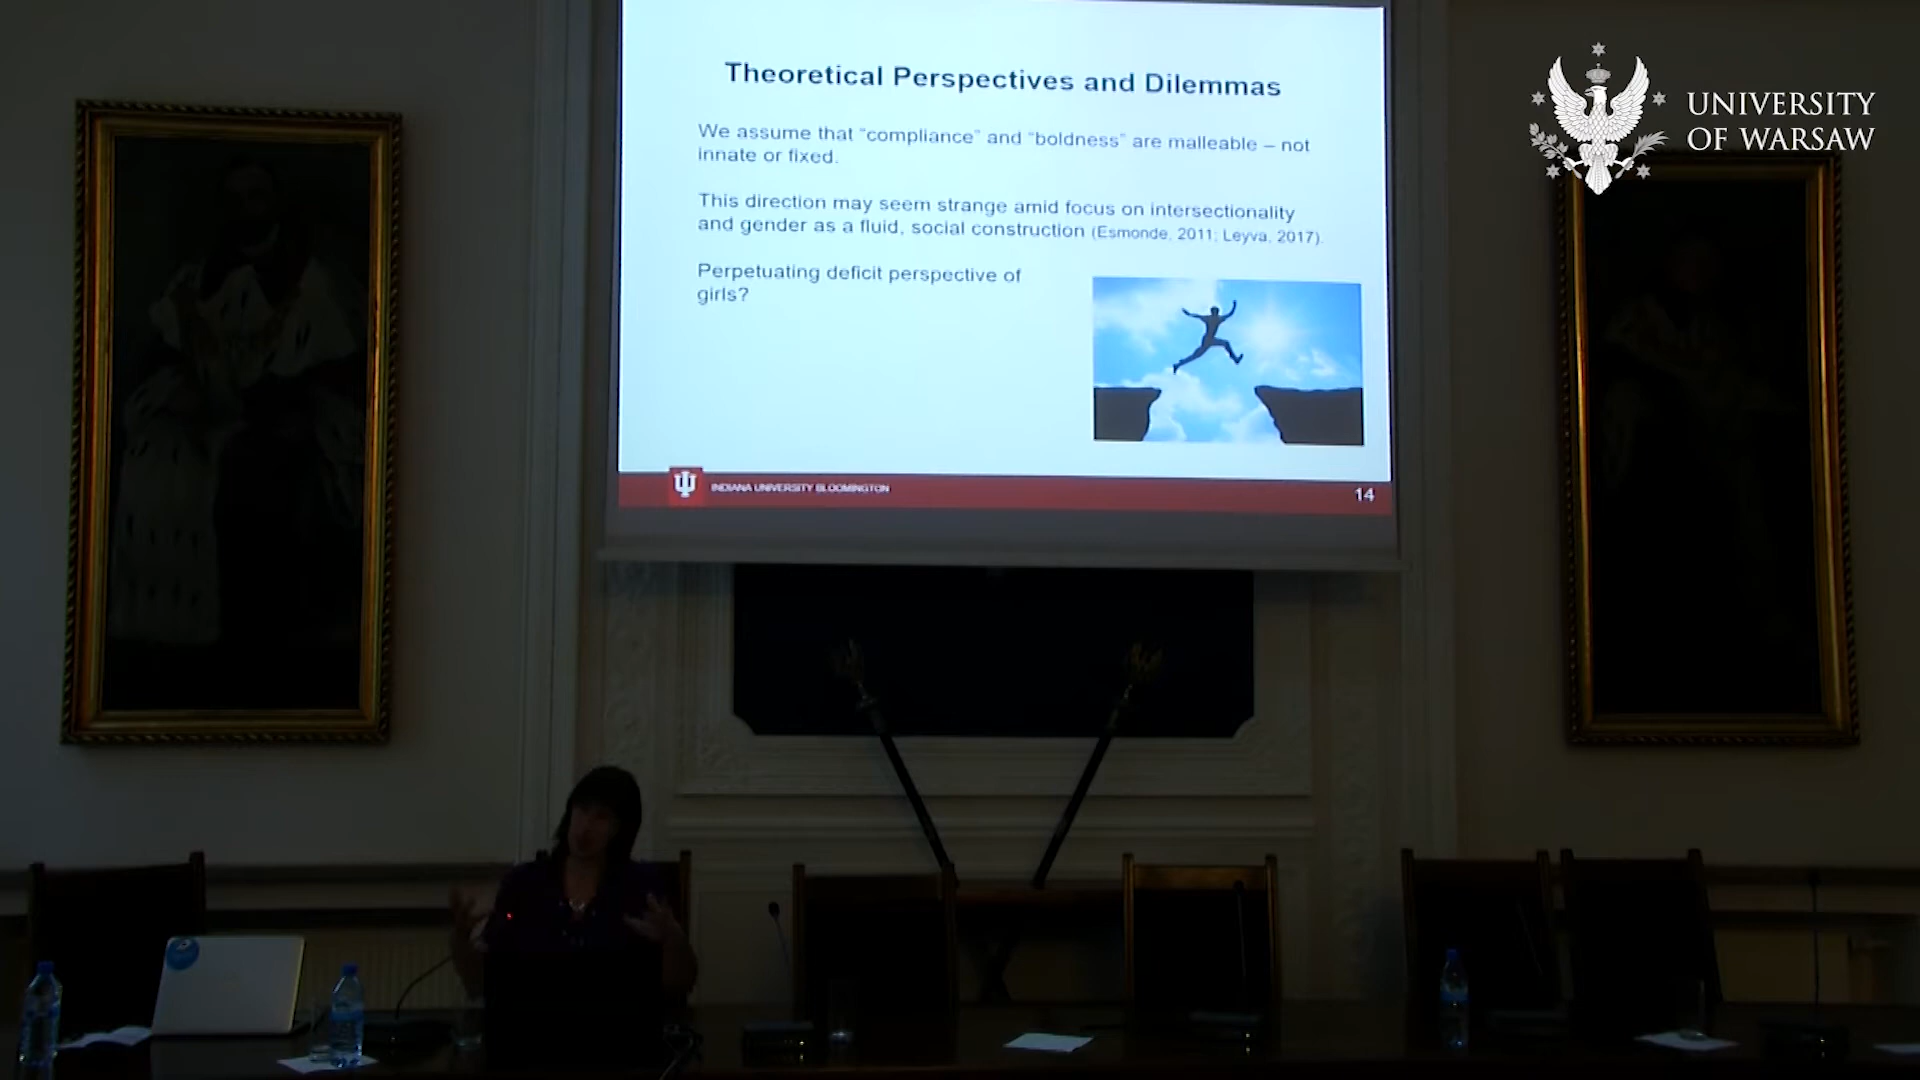 Theoretical Perspectives and Dilemmas
We assume that “compliance” and “boldness” are malleable – not
innate or fixed.
This direction may seem strange amid focus on intersectionality
and gender as a fluid, social construction (Esmonde, 2011; Leyva, 2017).
Perpetuating deficit perspective of
girls?
INDIANA UNIVERSITY BLOOMINGTON
14
UNIVERSITY
OF WARSAW